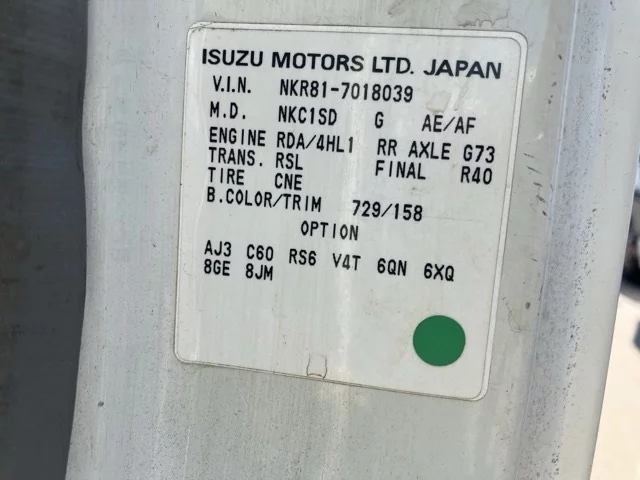 ISUZU MOTORS LTD. JAPAN
V.I.N. NKR81-7018039
M.D. NKC1SD G AE/AF
ENGINE RDA/4HL1 RR AXLE G73
TRANS. RSL FINAL R40
TIRE CNE
B.COLOR/TRIM 729/158
OPTION
AJ3 C60 RS6 V4T 6QN 6XQ
8GE 8JM